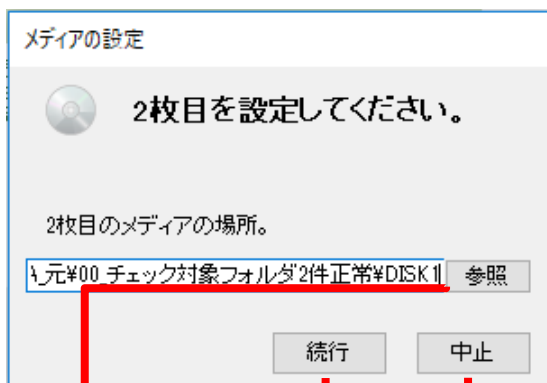 メディアの設定
2枚目を設定してください。
2枚目のメディアの場所。
\_元¥00_チェック対象フォルダ2件正常¥DISK1
参照
続行
中止